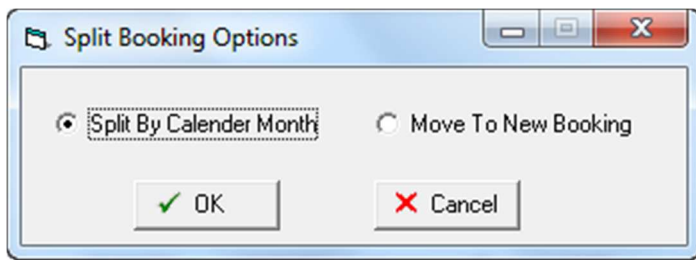 Split Booking Options
Split By Calender Month Move To New Booking
OK Cancel